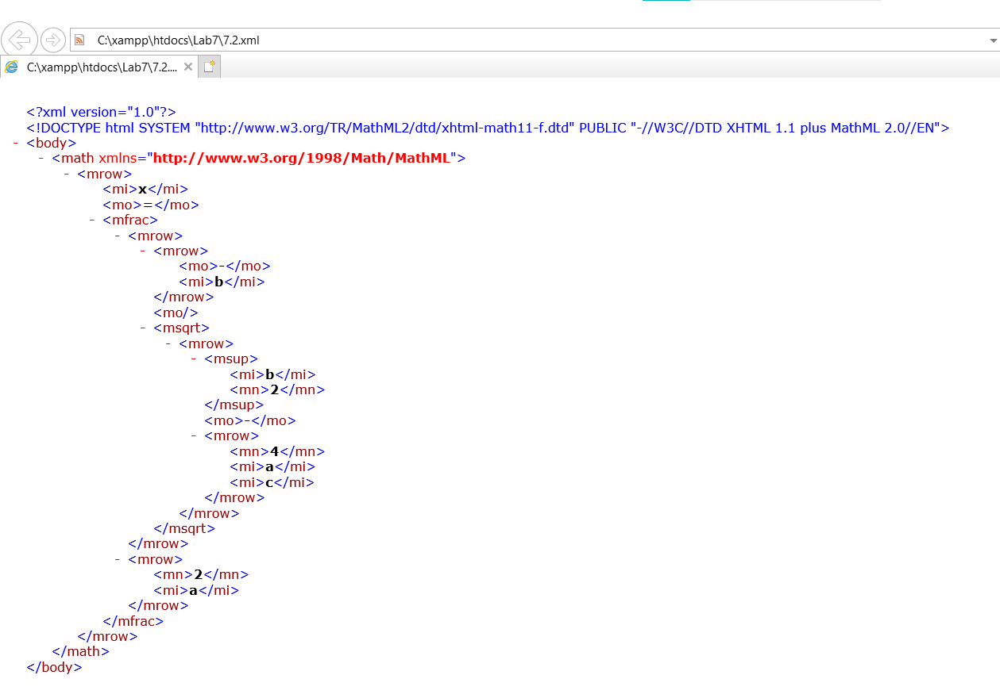 C:\xampp\htdocs\Lab7\7.2.xml
C:\xampp\htdocs\Lab7\7.2....
<?xml version="1.0"?>
<!DOCTYPE html SYSTEM "http://www.w3.org/TR/MathML2/dtd/xhtml-math11-f.dtd" PUBLIC "-//W3C//DTD XHTML 1.1 plus MathML 2.0//EN">
- <body>
- <math xmlns="http://www.w3.org/1998/Math/MathML">
- <mrow>
<mi>x</mi>
<mo>=</mo>
- <mfrac>
- <mrow>
- <mrow>
<mo>-</mo>
<mi>b</mi>
</mrow>
<mo/>
- <msqrt>
- <mrow>
- <msup>
<mi>b</mi>
<mn>2</mn>
</msup>
<mo>-</mo>
- <mrow>
<mn>4</mn>
<mi>a</mi>
<mi>c</mi>
</mrow>
</mrow>
</msqrt>
</mrow>
- <mrow>
<mn>2</mn>
<mi>a</mi>
</mrow>
</mfrac>
</mrow>
</math>
</body>